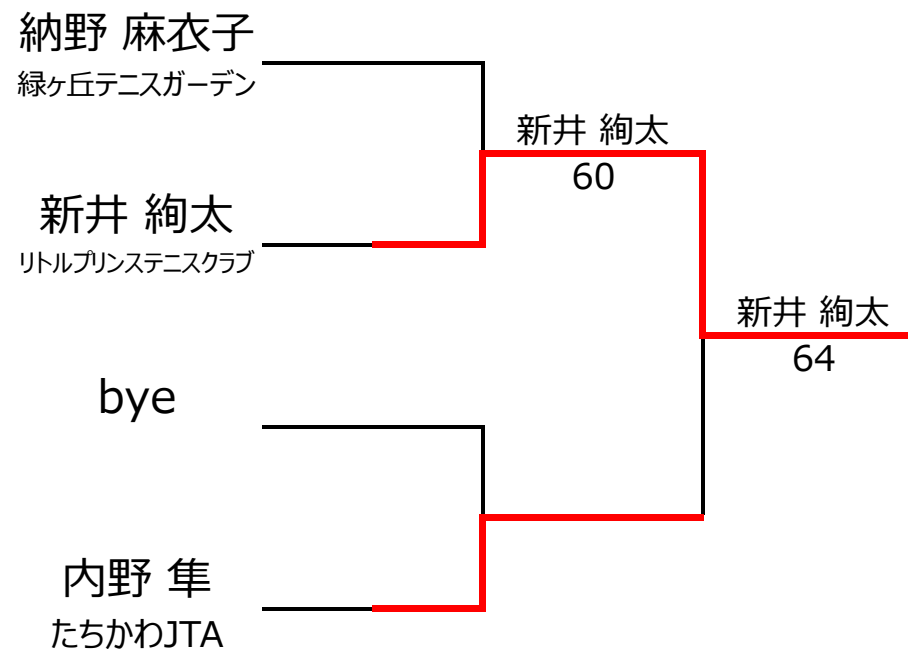 納野 麻衣子
緑ヶ丘テニスガーデン
新井 絢太
60
新井 絢太
リトルプリンステニスクラブ
新井 絢太
64
bye
内野 隼
たちかわJTA